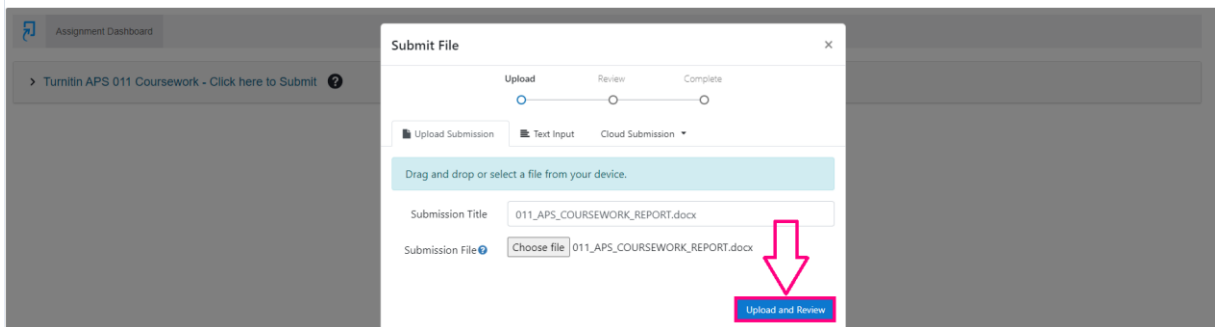 Assignment Dashboard
Turnitin APS 011 Coursework - Click here to Submit ?
Submit File ×
Upload Review Complete
Upload Submission Text Input Cloud Submission
Drag and drop or select a file from your device.
Submission Title 011_APS_COURSEWORK_REPORT.docx
Submission File ? Choose file 011_APS_COURSEWORK_REPORT.docx
Upload and Review